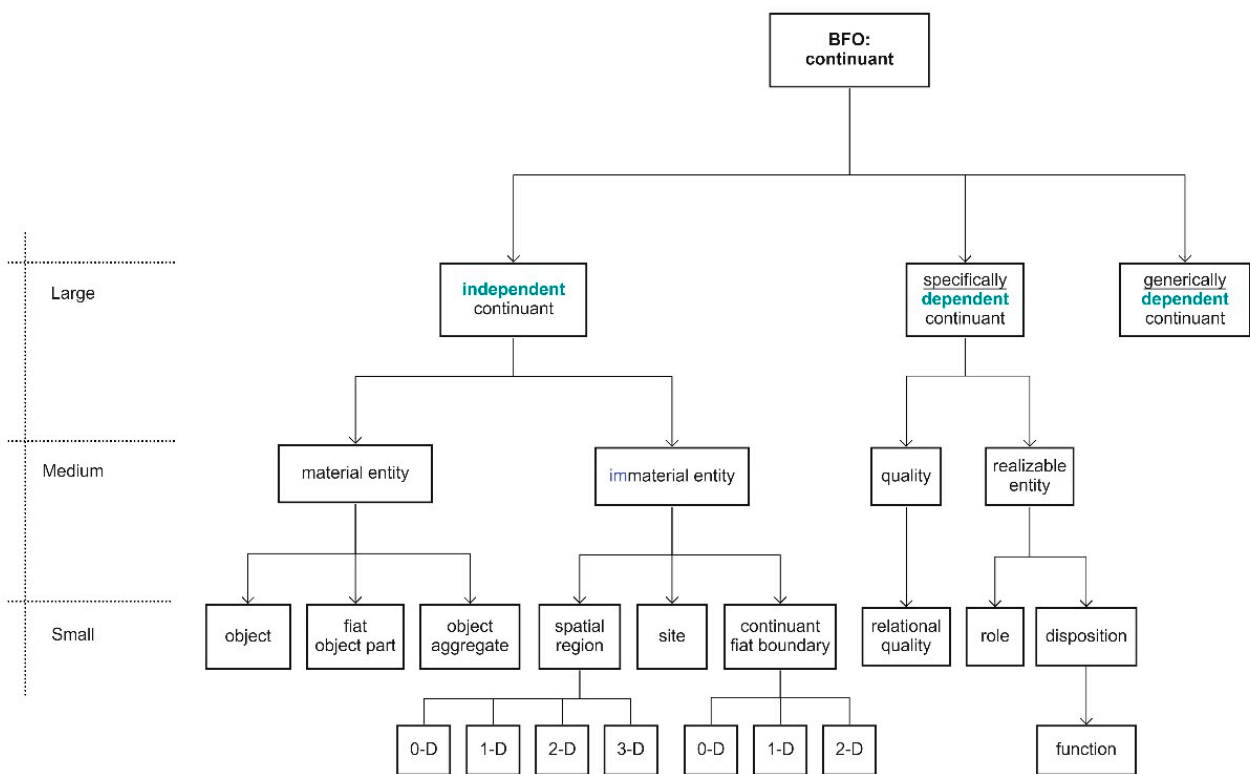 BFO:
continuant
Large
independent
continuant
specifically
dependent
continuant
generically
dependent
continuant
Medium
material entity
immaterial entity
quality
realizable
entity
Small
object
fiat
object part
object
aggregate
spatial
region
site
continuant
fiat boundary
relational
quality
role
disposition
0-D
1-D
2-D
3-D
0-D
1-D
2-D
function